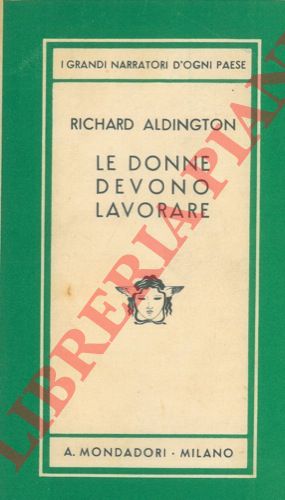 I GRANDI NARRATORI D'OGNI PAESE
RICHARD ALDINGTON
LE DONNE
DEVONO
LAVORARE
A. MONDADORI · MILANO
LIBRERIA PIANI